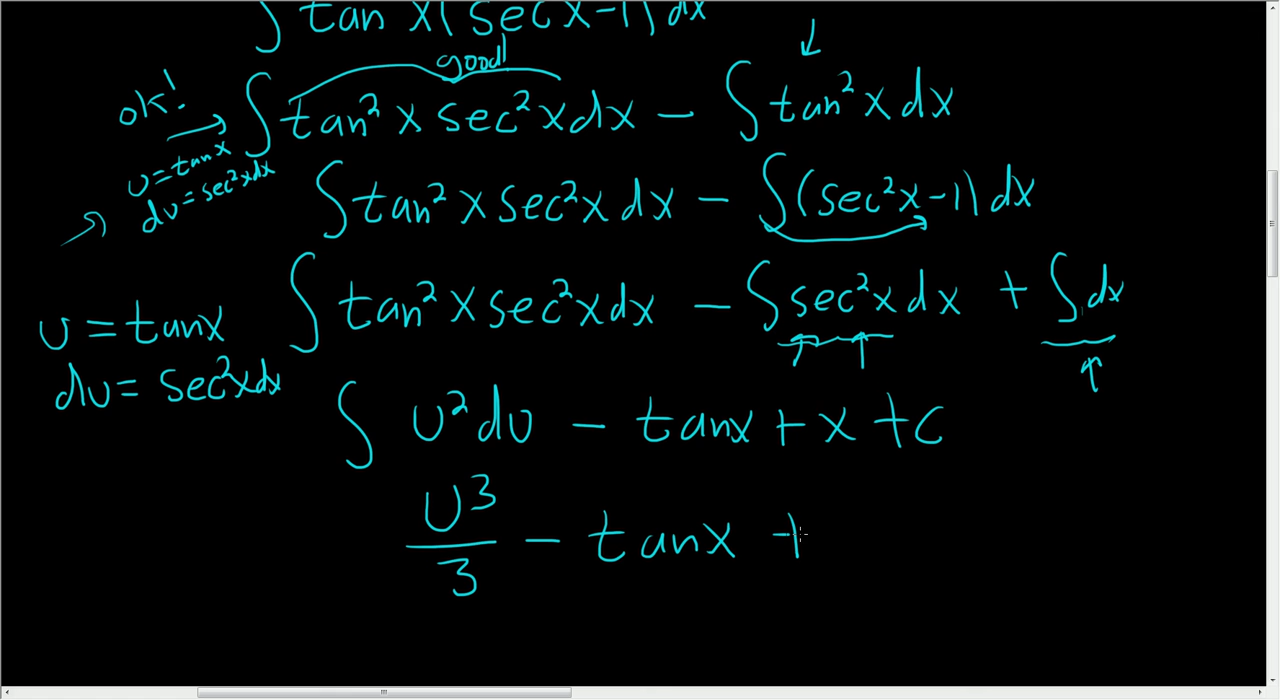 ∫ tan x(sec x-1) dx
good!
ok! ∫ tan² x sec² x dx - ∫ tan² x dx
u = tan x
du = sec² x dx
∫ tan² x sec² x dx - ∫ (sec² x - 1) dx
∫ tan² x sec² x dx - ∫ sec² x dx + ∫ dx
u = tan x
du = sec² x dx
∫ u² du - tan x + x + c
u³/3 - tan x +